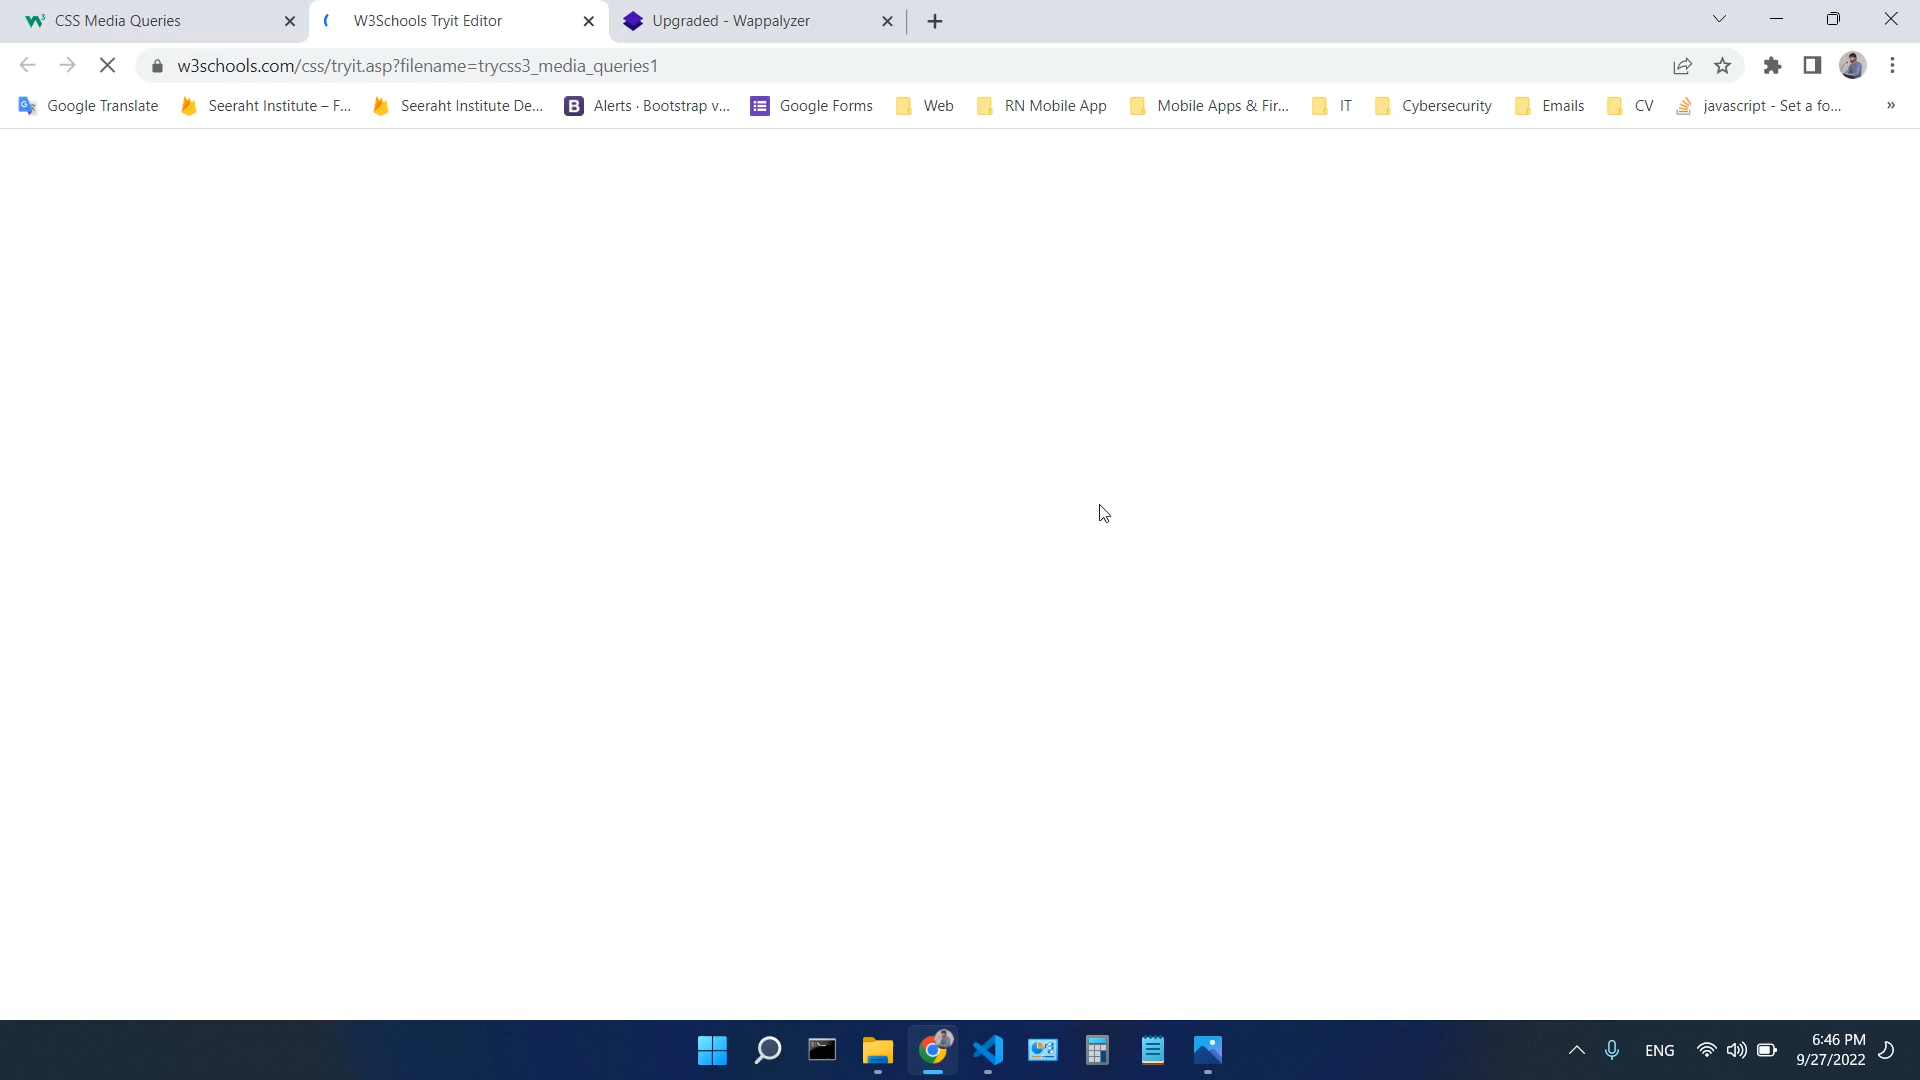 CSS Media Queries
W3Schools Tryit Editor
Upgraded - Wappalyzer
w3schools.com/css/tryit.asp?filename=trycss3_media_queries1
Google Translate
Seeraht Institute – F...
Seeraht Institute De...
Alerts · Bootstrap v...
Google Forms
Web
RN Mobile App
Mobile Apps & Fir...
IT
Cybersecurity
Emails
CV
javascript - Set a fo...
»
ENG
6:46 PM
9/27/2022